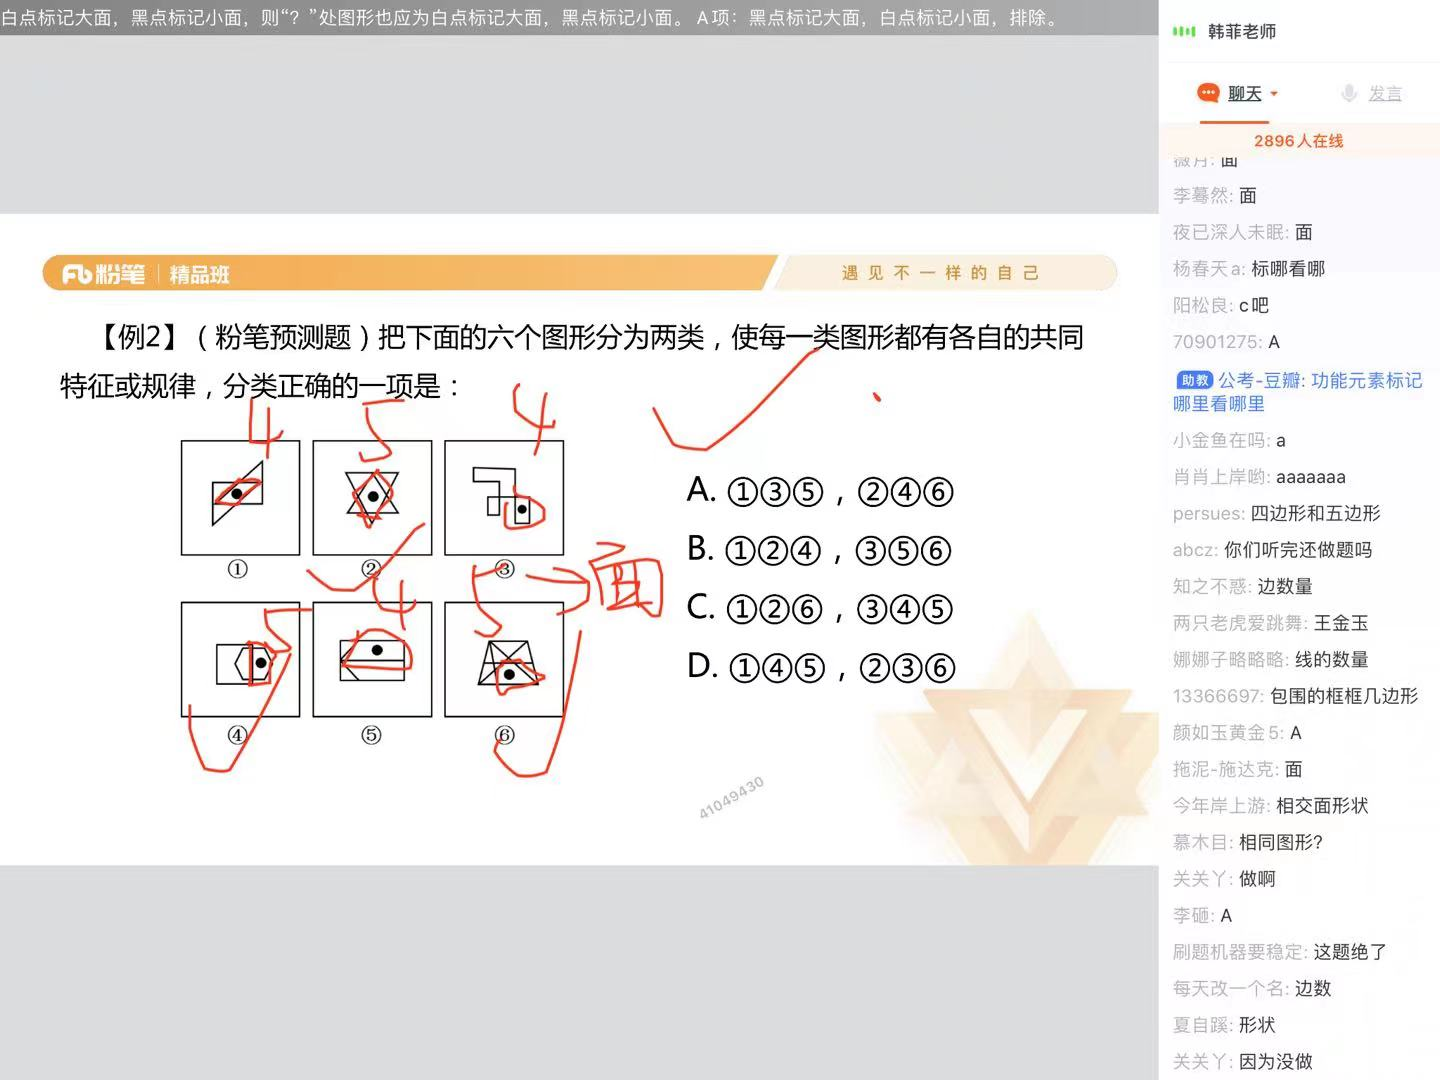 白点标记大面，黑点标记小面，则“？”处图形也应为白点标记大面，黑点标记小面。A项：黑点标记大面，白点标记小面，排除。
韩菲老师
聊天
发言
2896人在线
薇月: 面
李蓦然: 面
夜已深人未眠: 面
杨春天a: 标哪看哪
阳松良: c吧
70901275: A
助教 公考-豆瓣: 功能元素标记
哪里看哪里
小金鱼在吗: a
肖肖上岸哟: aaaaaaa
persues: 四边形和五边形
abcz: 你们听完还做题吗
知之不惑: 边数量
两只老虎爱跳舞: 王金玉
娜娜子略略略: 线的数量
13366697: 包围的框框几边形
颜如玉黄金5: A
拖泥-施达克: 面
今年岸上游: 相交面形状
慕木目: 相同图形?
关关丫: 做啊
李砸: A
刷题机器要稳定: 这题绝了
每天改一个名: 边数
夏自蹊: 形状
关关丫: 因为没做
粉笔 精品班
遇见不一样的自己
【例2】（粉笔预测题）把下面的六个图形分为两类，使每一类图形都有各自的共同
特征或规律，分类正确的一项是：
4 5 4
① ② ③
5 4 5 面
④ ⑤ ⑥
A. ①③⑤，②④⑥
B. ①②④，③⑤⑥
C. ①②⑥，③④⑤
D. ①④⑤，②③⑥
41049430